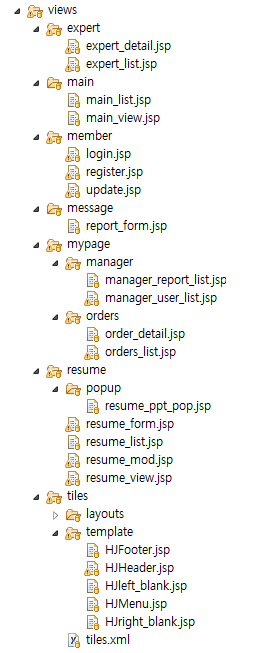 views
expert
expert_detail.jsp
expert_list.jsp
main
main_list.jsp
main_view.jsp
member
login.jsp
register.jsp
update.jsp
message
report_form.jsp
mypage
manager
manager_report_list.jsp
manager_user_list.jsp
orders
order_detail.jsp
orders_list.jsp
resume
popup
resume_ppt_pop.jsp
resume_form.jsp
resume_list.jsp
resume_mod.jsp
resume_view.jsp
tiles
layouts
template
HJFooter.jsp
HJHeader.jsp
HJleft_blank.jsp
HJMenu.jsp
HJright_blank.jsp
tiles.xml